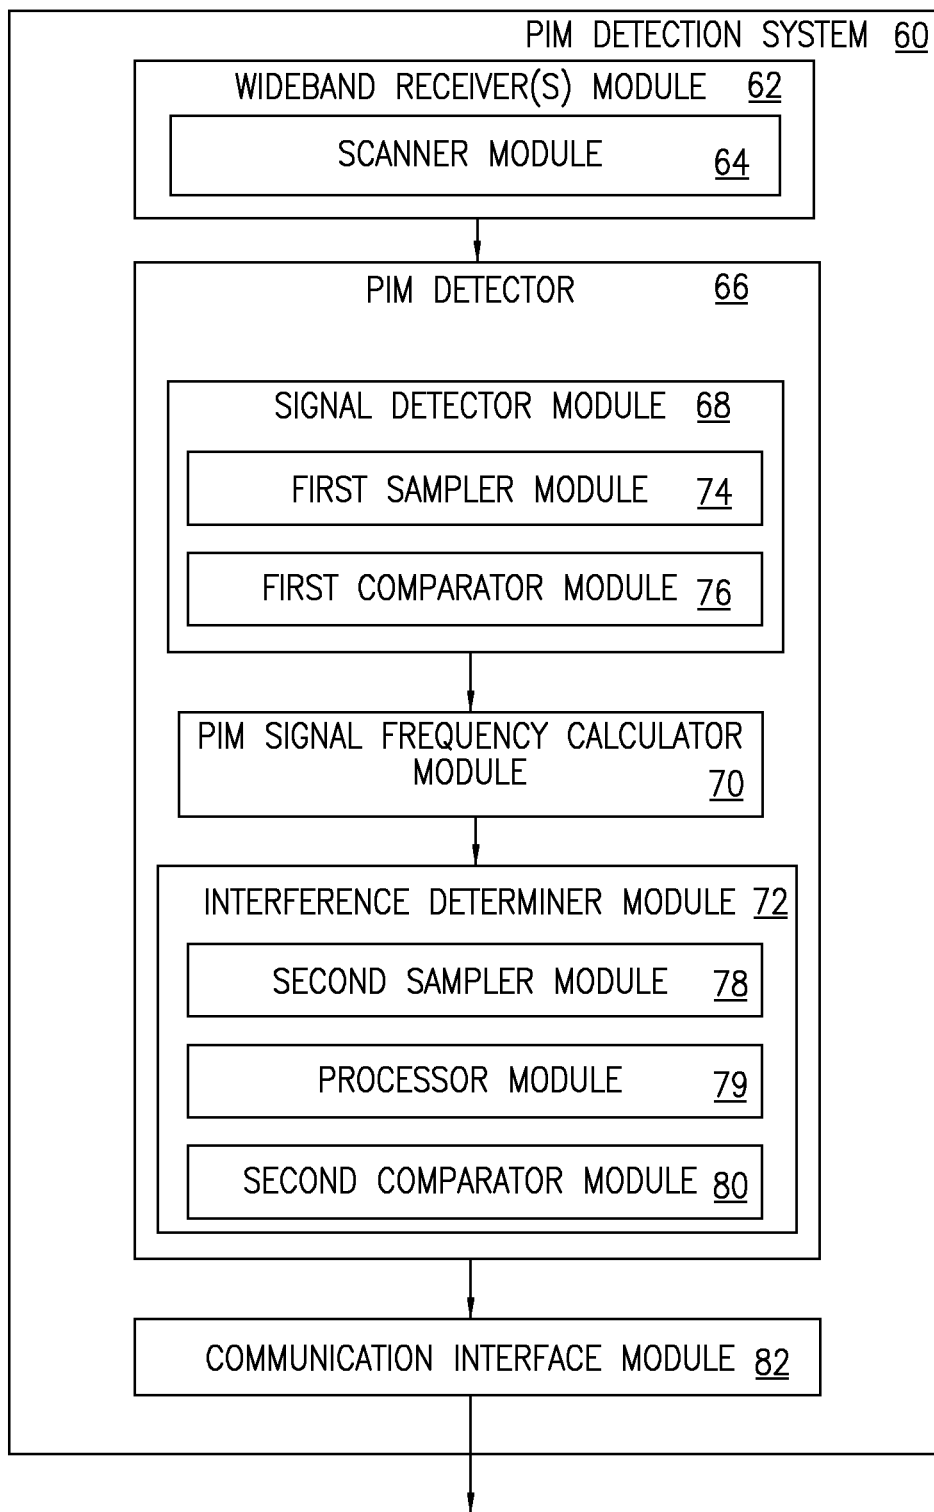 PIM DETECTION SYSTEM 60
WIDEBAND RECEIVER(S) MODULE 62
SCANNER MODULE 64
PIM DETECTOR 66
SIGNAL DETECTOR MODULE 68
FIRST SAMPLER MODULE 74
FIRST COMPARATOR MODULE 76
PIM SIGNAL FREQUENCY CALCULATOR
MODULE 70
INTERFERENCE DETERMINER MODULE 72
SECOND SAMPLER MODULE 78
PROCESSOR MODULE 79
SECOND COMPARATOR MODULE 80
COMMUNICATION INTERFACE MODULE 82